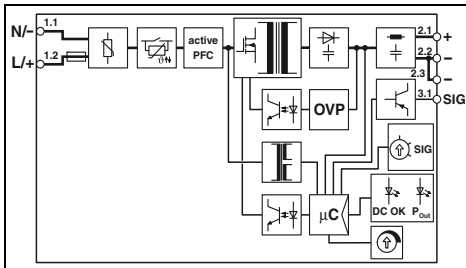 N/-
1.1
L/+
1.2
ϑ
active
PFC
OVP
µC
2.1
+
2.2
−
2.3
−
3.1
SIG
SIG
DC OK
P Out